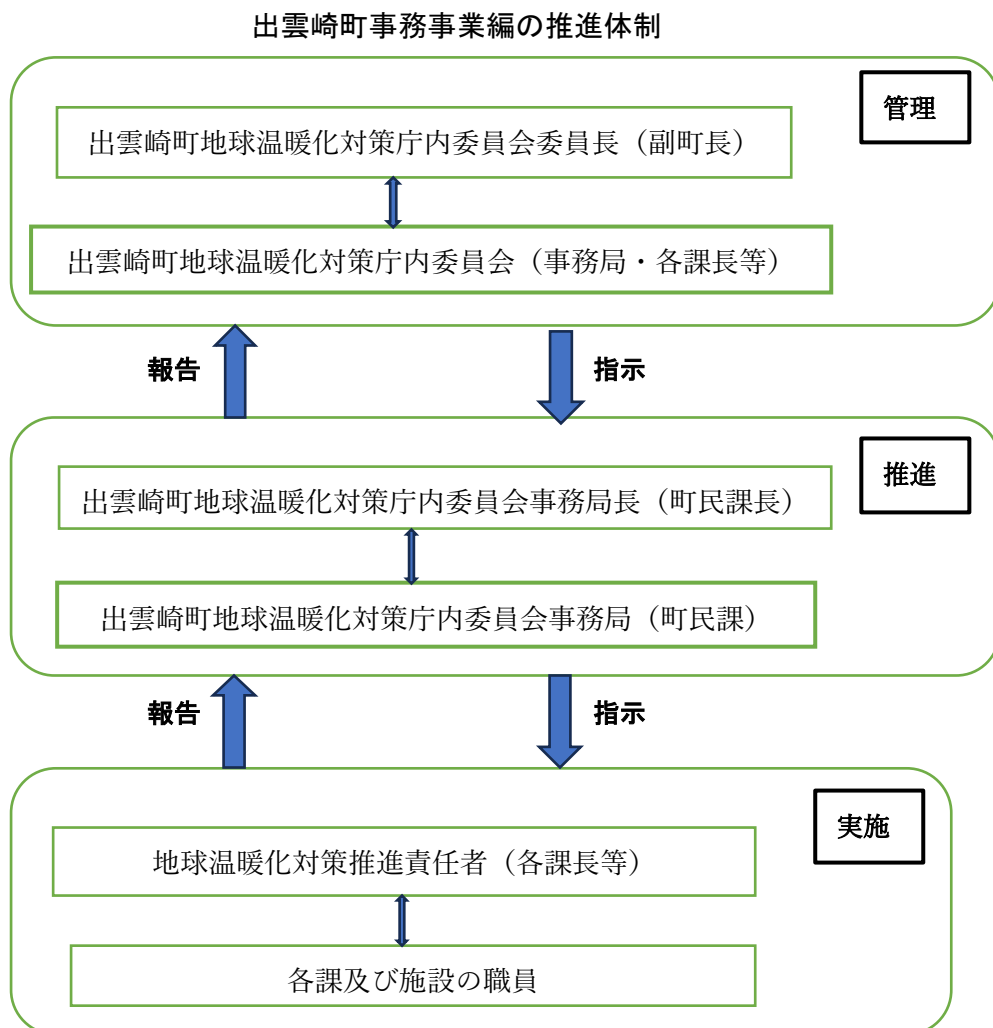 出雲崎町事務事業編の推進体制
管理
出雲崎町地球温暖化対策庁内委員会委員長（副町長）
出雲崎町地球温暖化対策庁内委員会（事務局・各課長等）
報告
指示
推進
出雲崎町地球温暖化対策庁内委員会事務局長（町民課長）
出雲崎町地球温暖化対策庁内委員会事務局（町民課）
報告
指示
実施
地球温暖化対策推進責任者（各課長等）
各課及び施設の職員